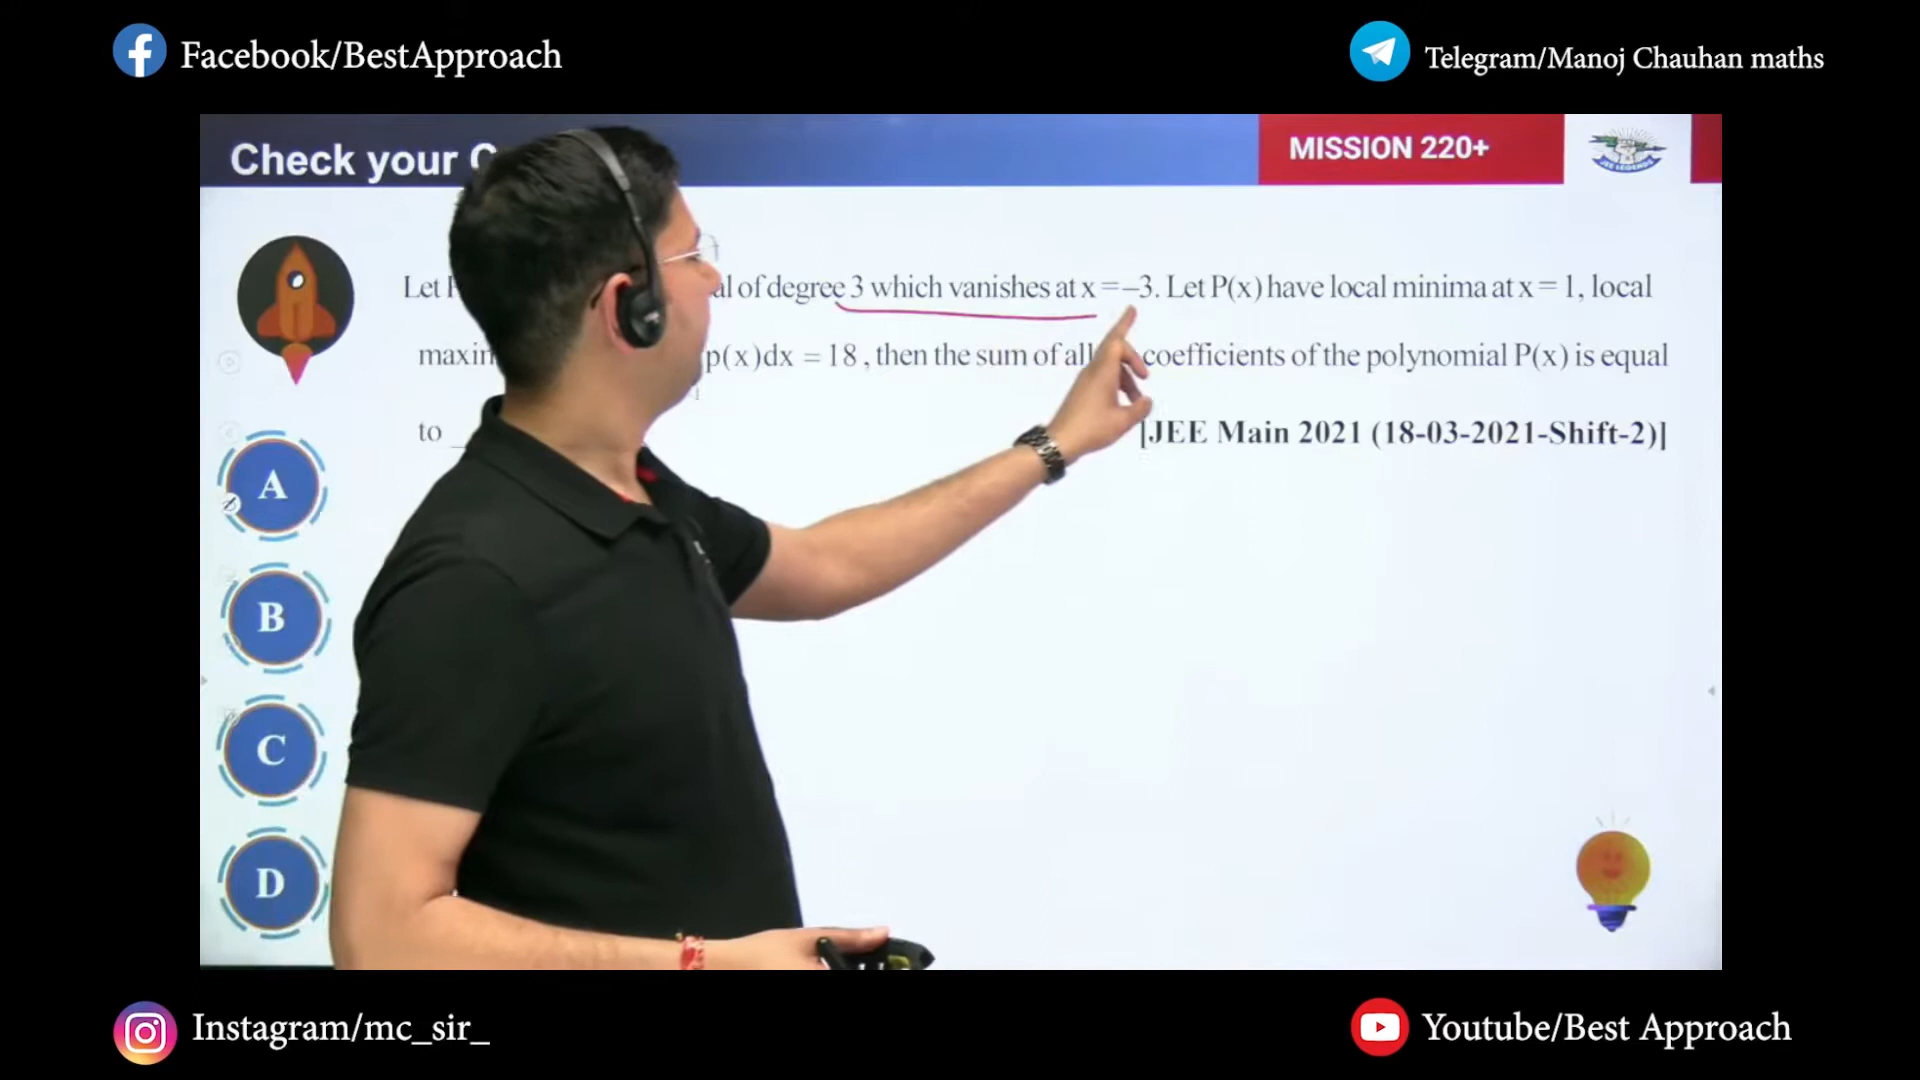 Facebook/BestApproach
Telegram/Manoj Chauhan maths
Check your
MISSION 220+
JEE LEGENDS
Let of degree 3 which vanishes at x = –3. Let P(x) have local minima at x = 1, local
p(x)dx = 18, then the sum of all coefficients of the polynomial P(x) is equal
to
[JEE Main 2021 (18-03-2021-Shift-2)]
A
B
C
D
Instagram/mc_sir_
Youtube/Best Approach